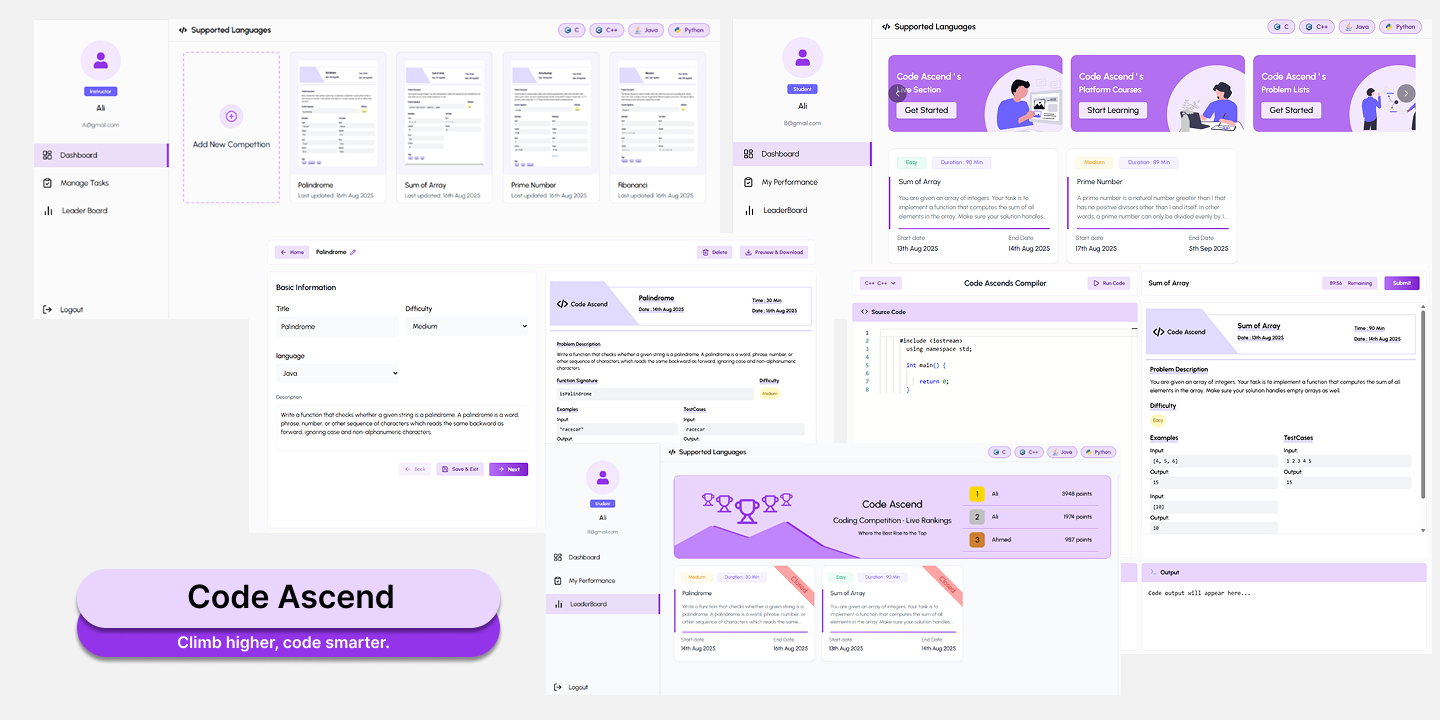 Supported Languages
C
C++
Java
Python
Instructor
Ali
A@gmail.com
Dashboard
Manage Tasks
Leader Board
Logout
Add New Compettion
Palindrome
Last updated: 16th Aug 2025
Sum of Array
Last updated: 16th Aug 2025
Prime Number
Last updated: 16th Aug 2025
Fibonanci
Last updated: 16th Aug 2025
Supported Languages
C
C++
Java
Python
Student
Ali
B@gmail.com
Dashboard
My Performance
LeaderBoard
Code Ascend 's
Live Section
Get Started
Code Ascend 's
Platform Courses
Start Learning
Code Ascend 's
Problem Lists
Get Started
Easy
Duration : 90 Min
Sum of Array
You are given an array of integers. Your task is to
implement a function that computes the sum of all
elements in the array. Make sure your solution handles...
Start date
End Date
13th Aug 2025
14th Aug 2025
Medium
Duration : 89 Min
Prime Number
A prime number is a natural number greater than 1 that
has no positive divisors other than 1 and itself. In other
words, a prime number can only be divided evenly by 1...
Start date
End Date
17th Aug 2025
5th Sep 2025
Home
Palindrome
Delete
Preview & Download
Basic Information
Title
Difficulty
Palindrome
Medium
language
Java
Description
Write a function that checks whether a given string is a palindrome. A palindrome is a word,
phrase, number, or other sequence of characters which reads the same backward as
forward, ignoring case and non-alphanumeric characters.
Back
Save & Exit
Next
Code Ascend
Palindrome
Date : 14th Aug 2025
Time : 30 Min
Date : 16th Aug 2025
Problem Description
Write a function that checks whether a given string is a palindrome. A palindrome is a word, phrase, number, or
other sequence of characters which reads the same backward as forward, ignoring case and non-alphanumeric
characters.
Function Signature
Difficulty
isPalindrome
Medium
Examples
TestCases
Input:
Input:
"racecar"
racecar
Output:
Output:
C++ C++
Code Ascends Compiler
Run Code
Source Code
1
2 #include <iostream>
3 using namespace std;
4
5 int main() {
6
7 return 0;
8 }
Sum of Array
89:56 Remaining
Submit
Code Ascend
Sum of Array
Date : 13th Aug 2025
Time : 90 Min
Date : 14th Aug 2025
Problem Description
You are given an array of integers. Your task is to implement a function that computes the sum of all
elements in the array. Make sure your solution handles empty arrays as well.
Difficulty
Easy
Examples
TestCases
Input:
Input:
[4, 5, 6]
1 2 3 4 5
Output:
Output:
15
15
Input:
[10]
Output:
10
Output
Code output will appear here...
Supported Languages
C
C++
Java
Python
Student
Ali
B@gmail.com
Dashboard
My Performance
LeaderBoard
Logout
Code Ascend
Coding Competition - Live Rankings
Where the Best Rise to the Top
1 Ali 3948 points
2 Ali 1974 points
3 Ahmed 987 points
Medium
Duration : 30 Min
Closed
Palindrome
Write a function that checks whether a given string is a
palindrome. A palindrome is a word, phrase, number, or
other sequence of characters which reads the same...
Start date
End Date
14th Aug 2025
16th Aug 2025
Easy
Duration : 90 Min
Closed
Sum of Array
You are given an array of integers. Your task is to
implement a function that computes the sum of all
elements in the array. Make sure your solution handles...
Start date
End Date
13th Aug 2025
14th Aug 2025
Code Ascend
Climb higher, code smarter.